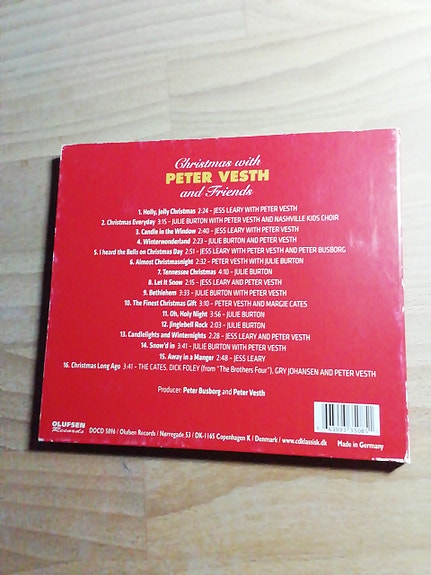 Christmas with
PETER VESTH
and Friends
1. Holly, Jolly Christmas 2:24 - JESS LEARY WITH PETER VESTH
2. Christmas Everyday 3:15 - JULIE BURTON WITH PETER VESTH AND NASHVILLE KIDS CHOIR
3. Candle in the Window 2:40 - JESS LEARY WITH PETER VESTH
4. Winterwonderland 2:23 - JULIE BURTON AND PETER VESTH
5. I heard the Bells on Christmas Day 2:51 - JESS LEARY WITH PETER VESTH AND PETER BUSBORG
6. Almost Christmasnight 2:32 - PETER VESTH WITH JULIE BURTON
7. Tennessee Christmas 4:10 - JULIE BURTON
8. Let It Snow 2:15 - JESS LEARY AND PETER VESTH
9. Bethlehem 3:33 - JULIE BURTON WITH PETER VESTH
10. The Finest Christmas Gift 3:10 - PETER VESTH AND MARGIE CATES
11. Oh, Holy Night 3:56 - JULIE BURTON
12. Jinglebell Rock 2:03 - JULIE BURTON
13. Candlelights and Winternights 2:28 - JESS LEARY AND PETER VESTH
14. Snow'd in 3:41 - JULIE BURTON WITH PETER VESTH
15. Away in a Manger 2:48 - JESS LEARY
16. Christmas Long Ago 3:41 - THE CATES, DICK FOLEY (from "The Brothers Four"), GRY JOHANSEN AND PETER VESTH
Producer: Peter Busborg and Peter Vesth
OLUFSEN
Records
DOCD 5896 / Olufsen Records / Nørregade 53 / DK-1165 Copenhagen K / Denmark / www.cdklassisk.dk
Made in Germany